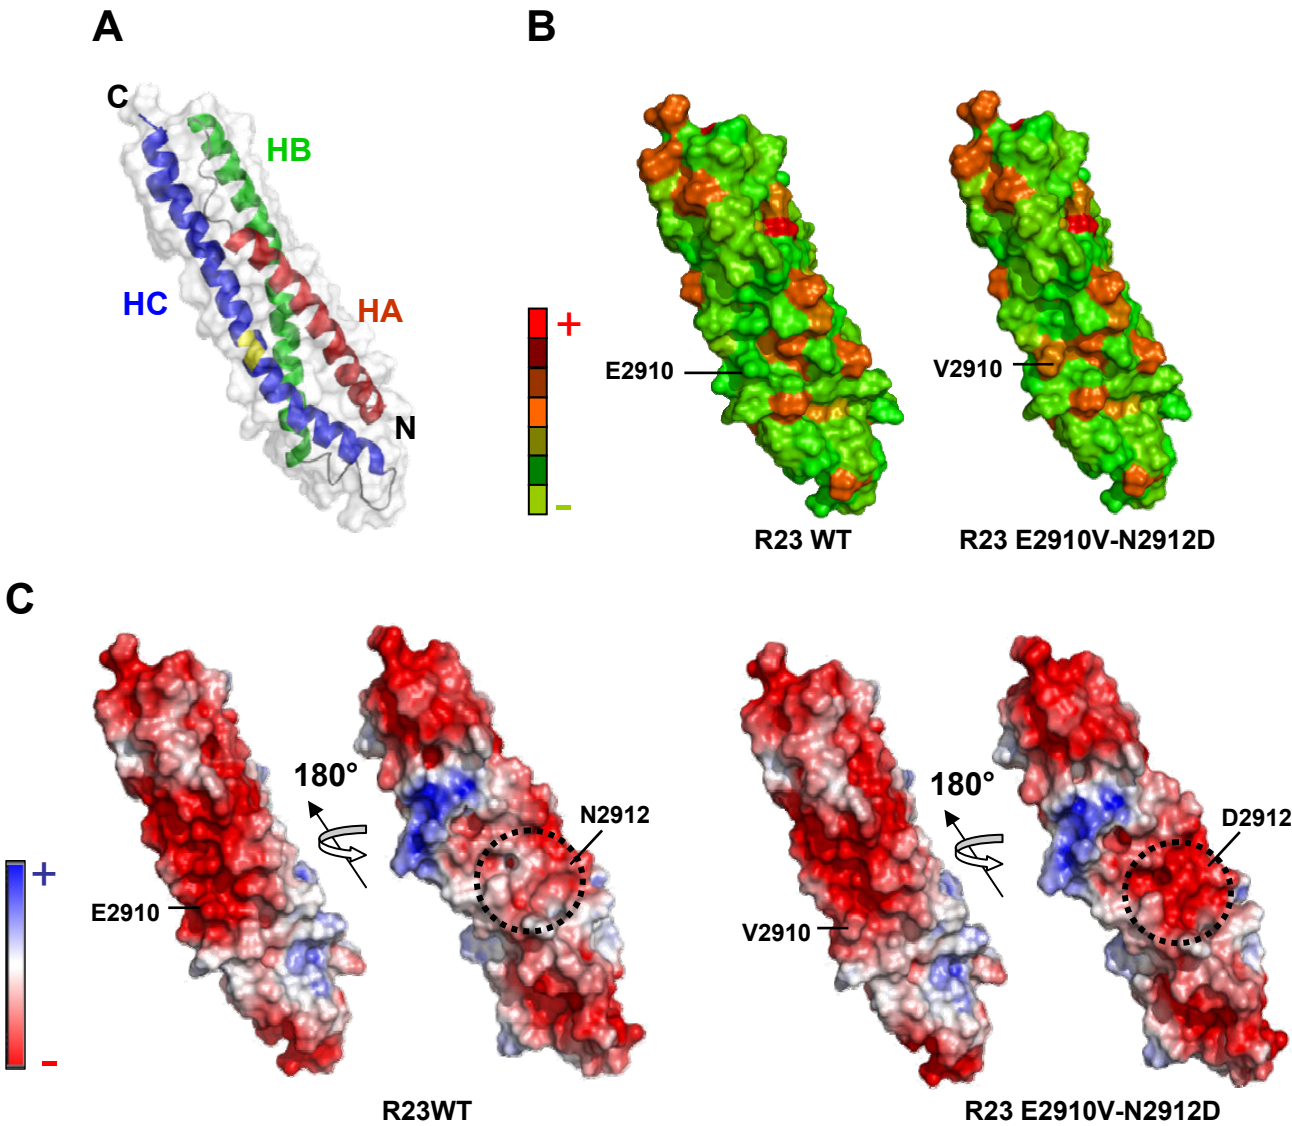 A
B
C
HB
HC
HA
N
+
-
E2910
V2910
R23 WT
R23 E2910V-N2912D
C
+
-
E2910
180°
N2912
V2910
180°
D2912
R23WT
R23 E2910V-N2912D